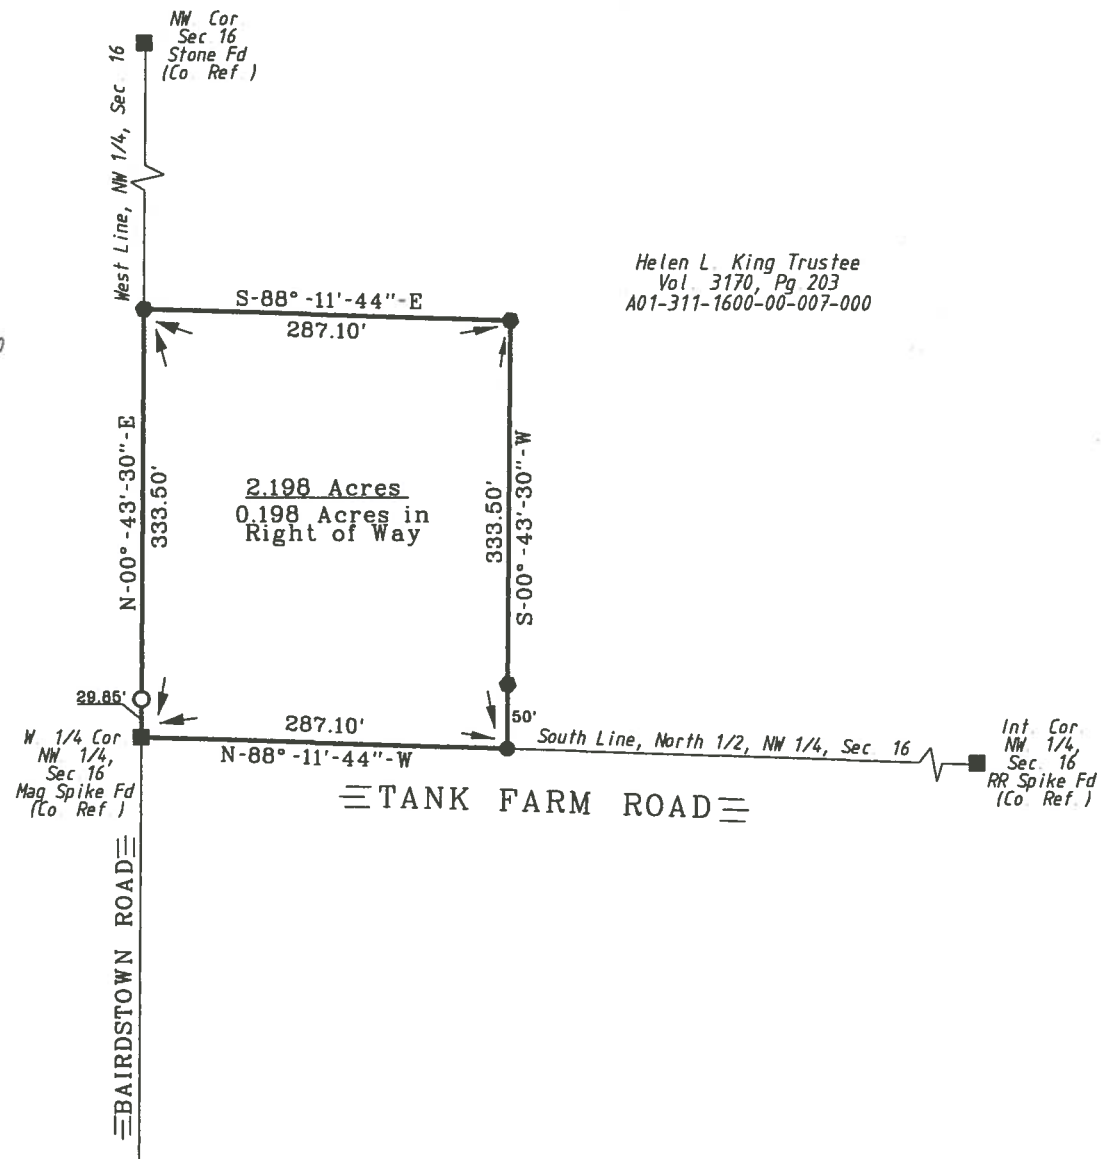 NW Cor
Sec 16
Stone Fd
(Co Ref )
West Line, NW 1/4, Sec 16
Helen L. King Trustee
Vol. 3170, Pg 203
A01-311-1600-00-007-000
S-88°-11'-44"-E
287.10'
N-00°-43'-30"-E
333.50'
2.198 Acres
0.198 Acres in
Right of Way
333.50'
S-00°-43'-30"-W
29.85'
50'
W 1/4 Cor
NW 1/4,
Sec 16
Mag Spike Fd
(Co Ref )
287.10'
N-88°-11'-44"-W
South Line, North 1/2, NW 1/4, Sec 16
Int. Cor.
NW 1/4,
Sec. 16
RR Spike Fd
(Co Ref.)
TANK FARM ROAD
BAIRDSTOWN ROAD